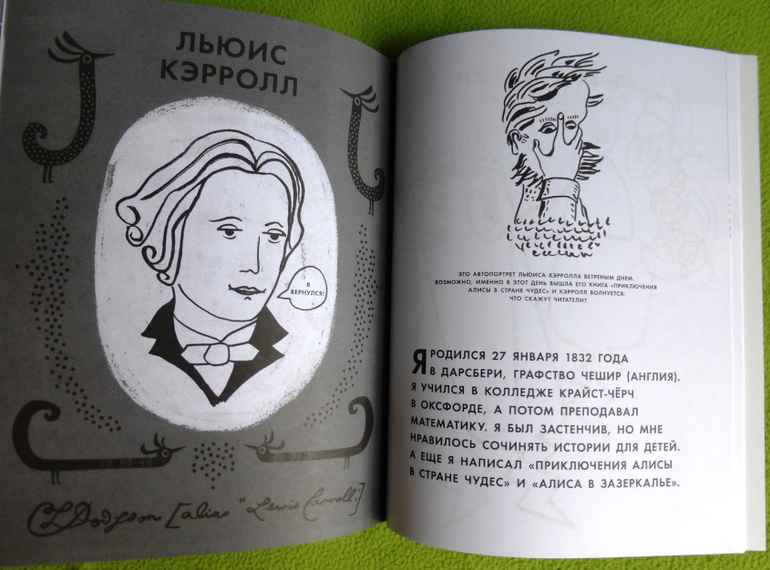 ЛЬЮИС
КЭРРОЛЛ
Я
ВЕРНУЛСЯ!
CLDodgson [alias "Lewis Carroll"]
ЭТО АВТОПОРТРЕТ ЛЬЮИСА КЭРРОЛЛА ВЕТРЕНЫМ ДНЕМ.
ВОЗМОЖНО, ИМЕННО В ЭТОТ ДЕНЬ ВЫШЛА ЕГО КНИГА «ПРИКЛЮЧЕНИЯ
АЛИСЫ В СТРАНЕ ЧУДЕС» И КЭРРОЛЛ ВОЛНУЕТСЯ:
ЧТО СКАЖУТ ЧИТАТЕЛИ?
Я РОДИЛСЯ 27 ЯНВАРЯ 1832 ГОДА
В ДАРСБЕРИ, ГРАФСТВО ЧЕШИР (АНГЛИЯ).
Я УЧИЛСЯ В КОЛЛЕДЖЕ КРАЙСТ-ЧЁРЧ
В ОКСФОРДЕ, А ПОТОМ ПРЕПОДАВАЛ
МАТЕМАТИКУ. Я БЫЛ ЗАСТЕНЧИВ, НО МНЕ
НРАВИЛОСЬ СОЧИНЯТЬ ИСТОРИИ ДЛЯ ДЕТЕЙ.
А ЕЩЕ Я НАПИСАЛ «ПРИКЛЮЧЕНИЯ АЛИСЫ
В СТРАНЕ ЧУДЕС» И «АЛИСА В ЗАЗЕРКАЛЬЕ».